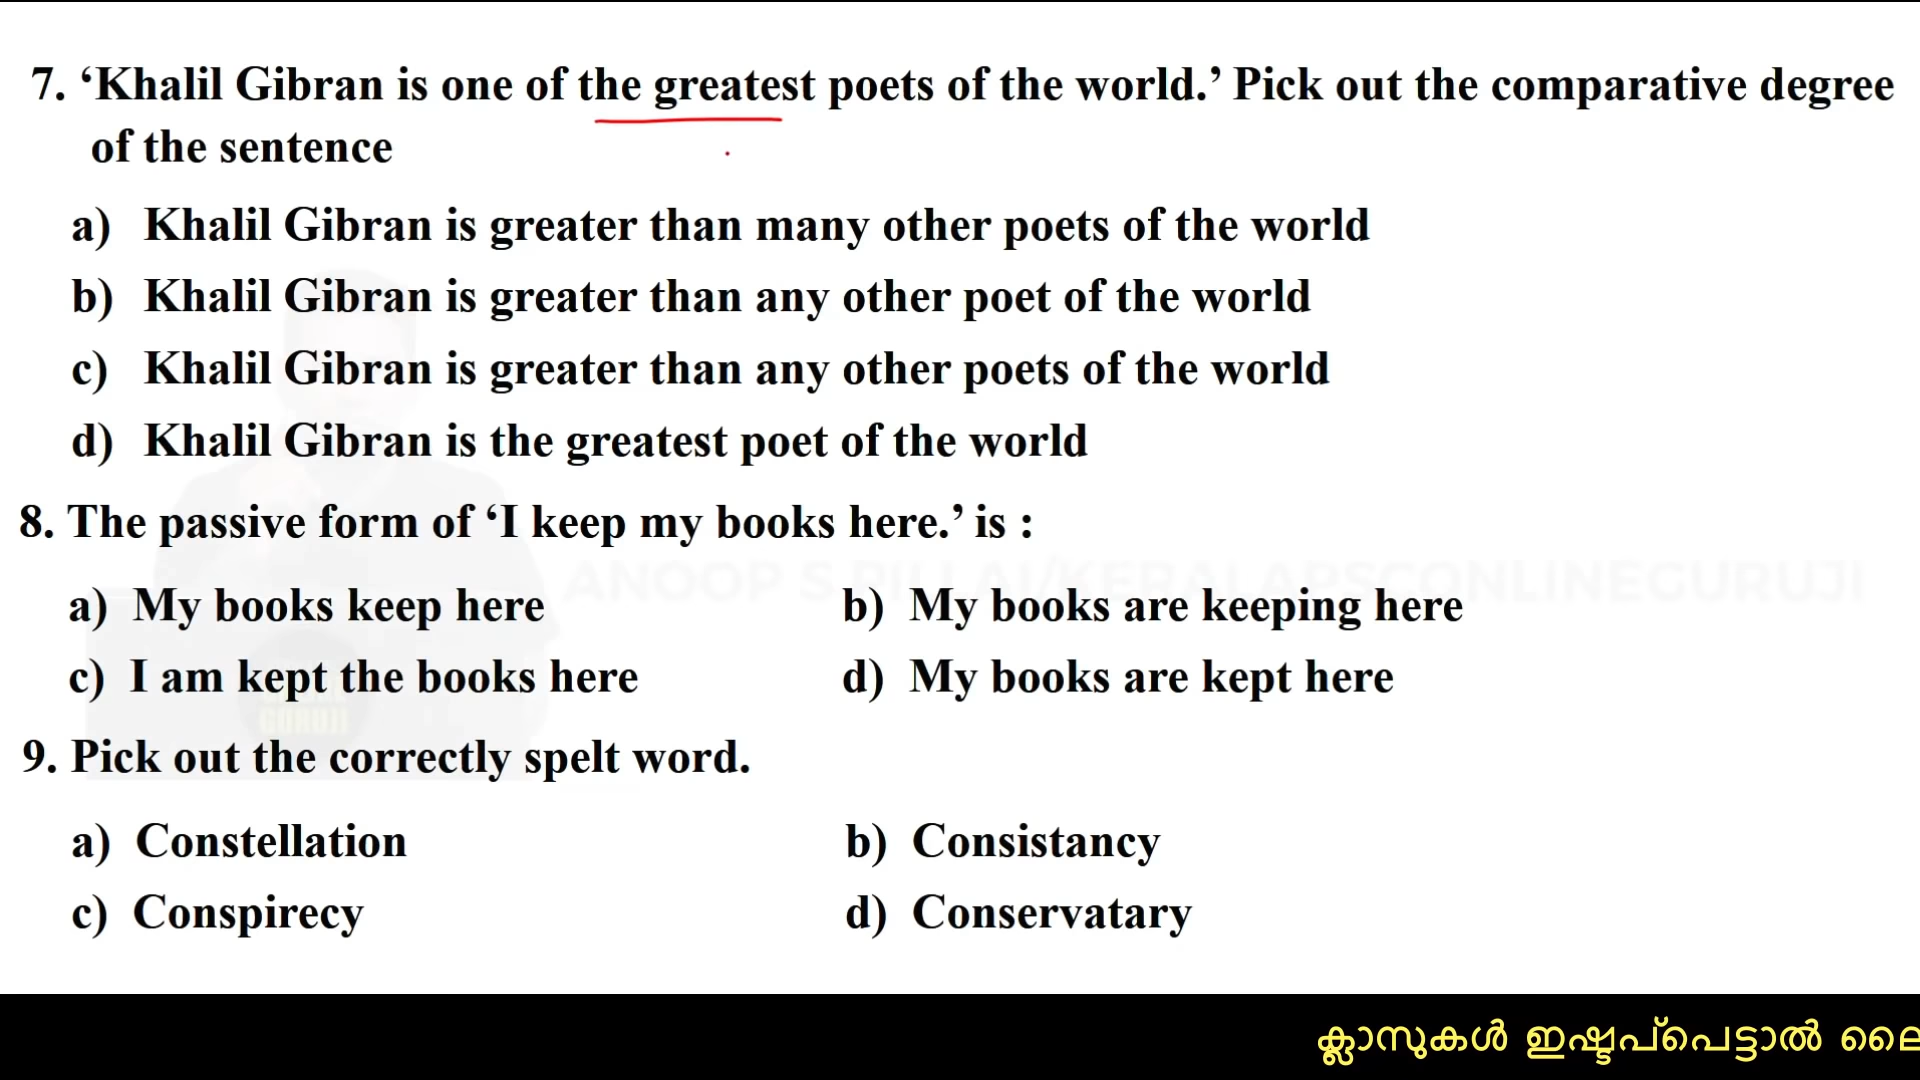 7. ‘Khalil Gibran is one of the greatest poets of the world.’ Pick out the comparative degree
of the sentence
a) Khalil Gibran is greater than many other poets of the world
b) Khalil Gibran is greater than any other poet of the world
c) Khalil Gibran is greater than any other poets of the world
d) Khalil Gibran is the greatest poet of the world
8. The passive form of ‘I keep my books here.’ is :
ANOOP S PILLAI/KERALAPSCONLINEGURUJI
a) My books keep here b) My books are keeping here
c) I am kept the books here d) My books are kept here
GURUJI
9. Pick out the correctly spelt word.
a) Constellation b) Consistancy
c) Conspirecy d) Conservatary
ക്ലാസുകൾ ഇഷ്ടപ്പെട്ടാൽ ലൈ